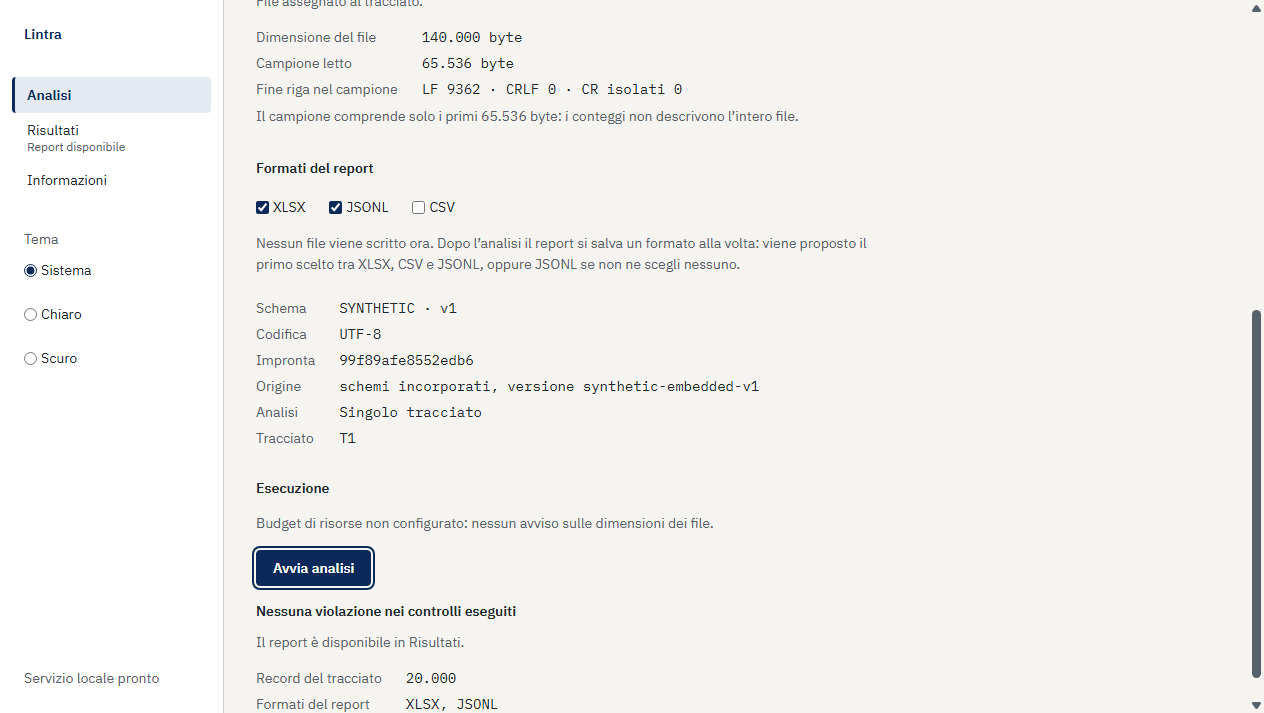 Lintra
Analisi
Risultati
Report disponibile
Informazioni
Tema
Sistema
Chiaro
Scuro
Servizio locale pronto
File assegnato al tracciato.
Dimensione del file 140.000 byte
Campione letto 65.536 byte
Fine riga nel campione LF 9362 · CRLF 0 · CR isolati 0
Il campione comprende solo i primi 65.536 byte: i conteggi non descrivono l’intero file.
Formati del report
XLSX JSONL CSV
Nessun file viene scritto ora. Dopo l’analisi il report si salva un formato alla volta: viene proposto il
primo scelto tra XLSX, CSV e JSONL, oppure JSONL se non ne scegli nessuno.
Schema SYNTHETIC · v1
Codifica UTF-8
Impronta 99f89afe8552edb6
Origine schemi incorporati, versione synthetic-embedded-v1
Analisi Singolo tracciato
Tracciato T1
Esecuzione
Budget di risorse non configurato: nessun avviso sulle dimensioni dei file.
Avvia analisi
Nessuna violazione nei controlli eseguiti
Il report è disponibile in Risultati.
Record del tracciato 20.000
Formati del report XLSX, JSONL